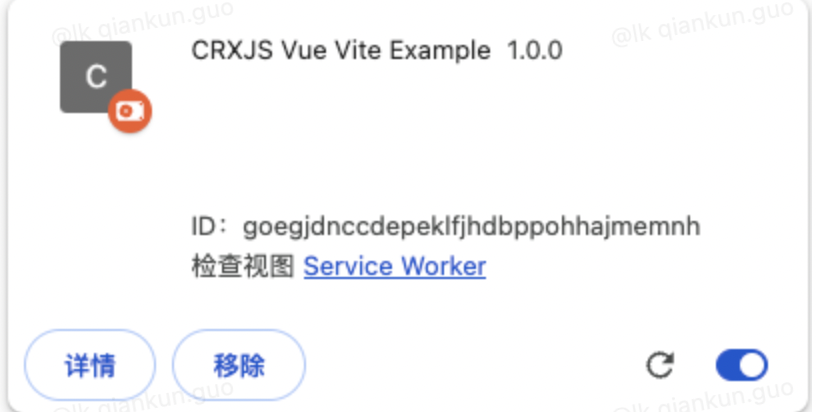 @lk qiankun.guo
@lk qiankun.guo
C
CRXJS Vue Vite Example 1.0.0
ID： goegjdnccdepeklfjhdbppohhajmemnh
检查视图 Service Worker
详情
移除
@lk qiankun.guo
@lk qiankun.guo